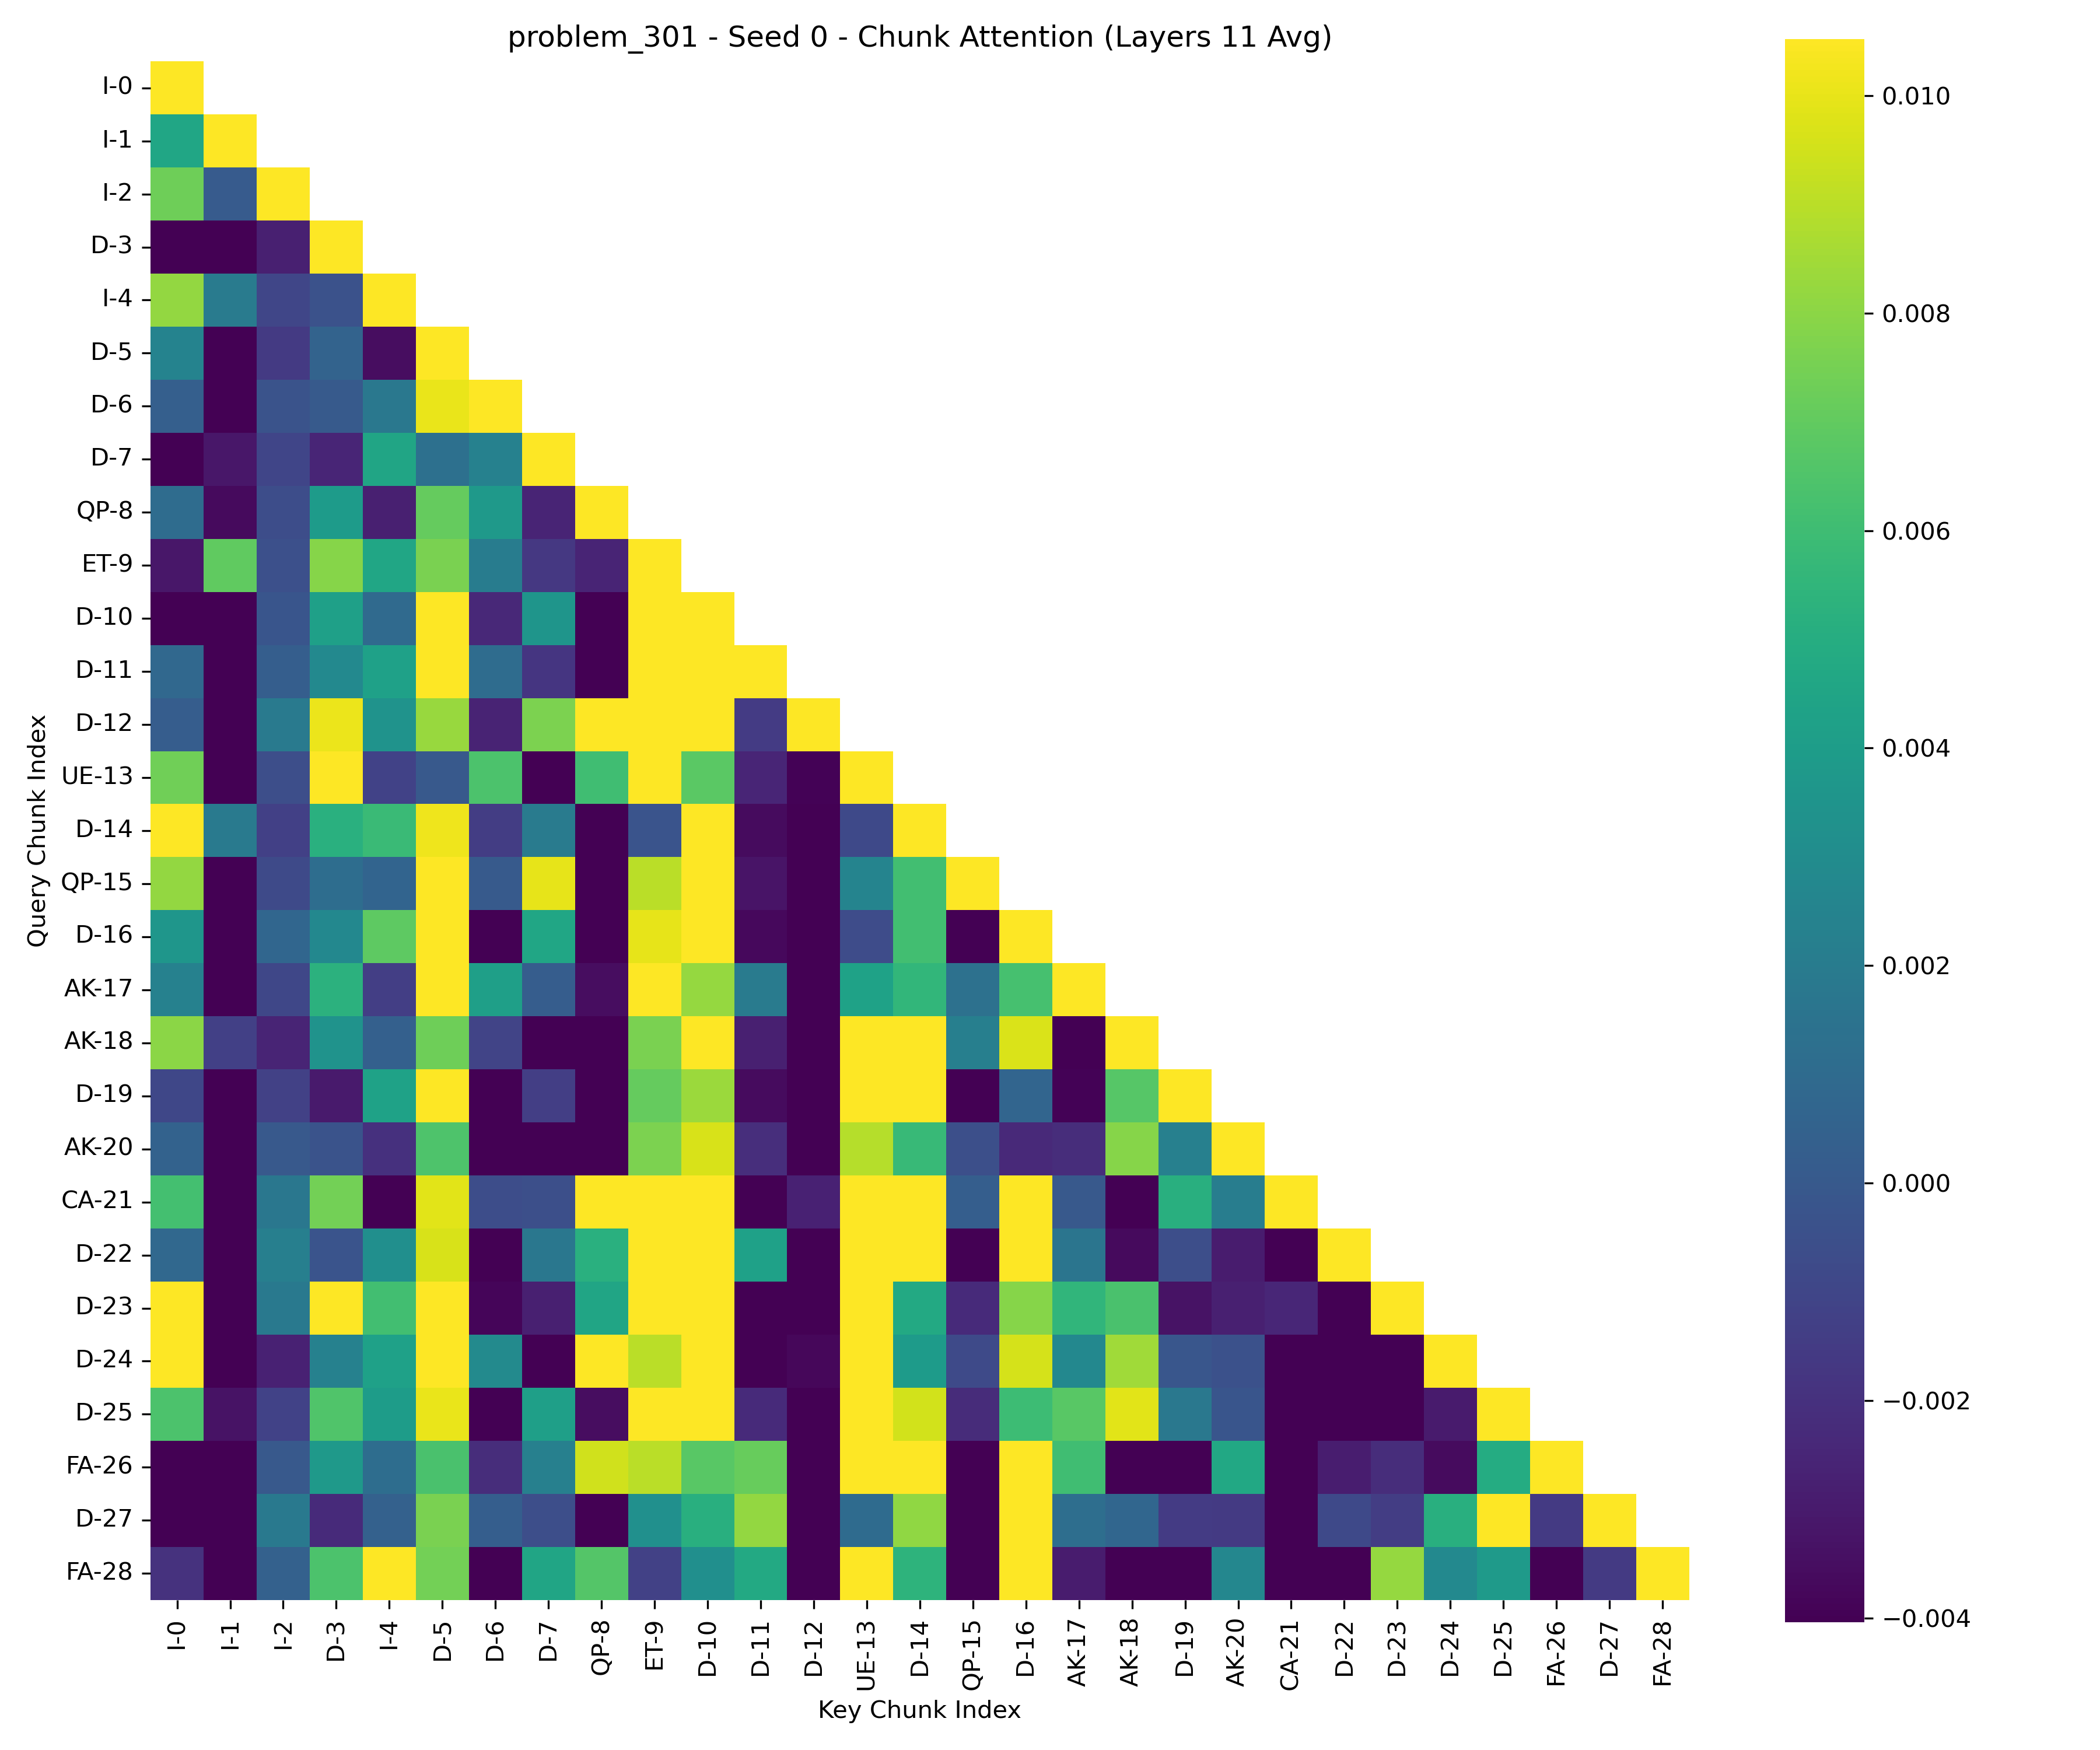 problem_301 - Seed 0 - Chunk Attention (Layers 11 Avg)
Query Chunk Index
I-0
I-1
I-2
D-3
I-4
D-5
D-6
D-7
QP-8
ET-9
D-10
D-11
D-12
UE-13
D-14
QP-15
D-16
AK-17
AK-18
D-19
AK-20
CA-21
D-22
D-23
D-24
D-25
FA-26
D-27
FA-28
I-0
I-1
I-2
D-3
I-4
D-5
D-6
D-7
QP-8
ET-9
D-10
D-11
D-12
UE-13
D-14
QP-15
D-16
AK-17
AK-18
D-19
AK-20
CA-21
D-22
D-23
D-24
D-25
FA-26
D-27
FA-28
Key Chunk Index
0.010
0.008
0.006
0.004
0.002
0.000
−0.002
−0.004